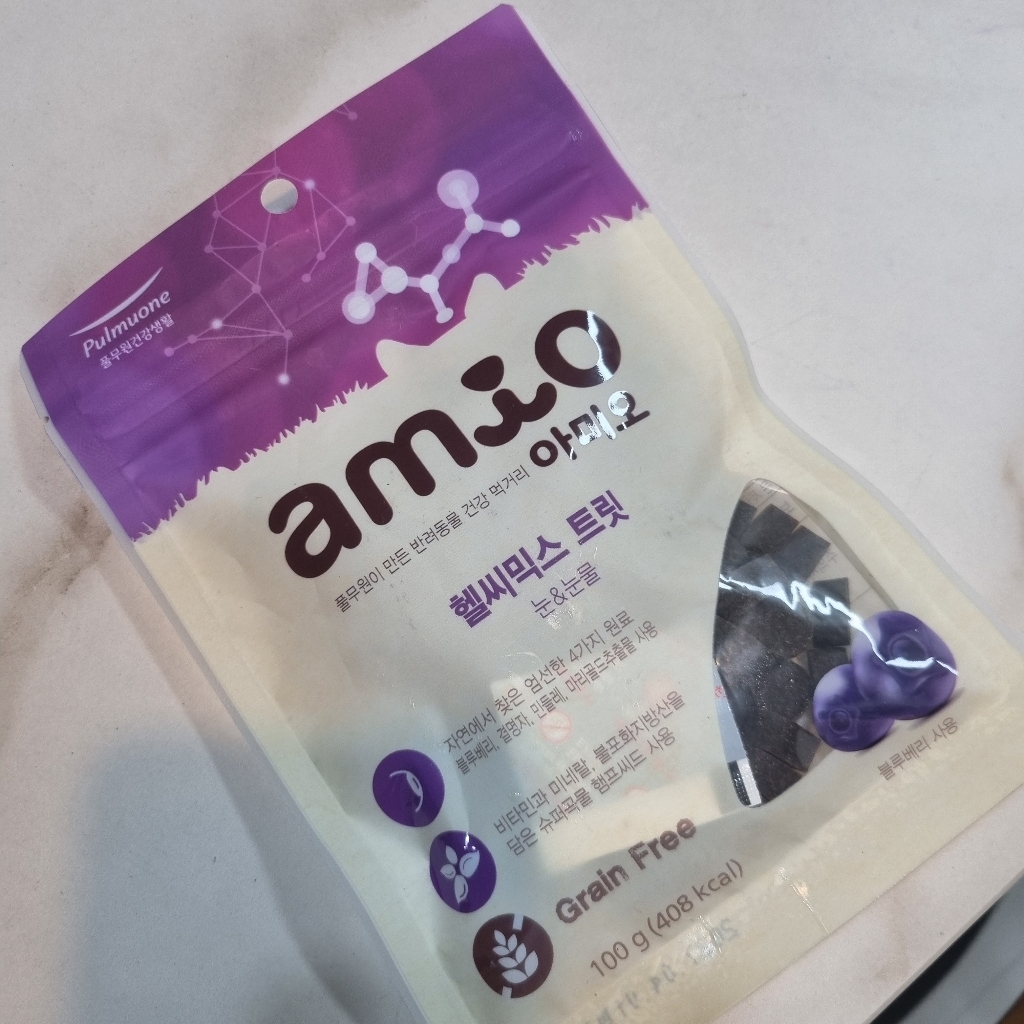 Pulmuone
풀무원건강생활
amio
아미오
풀무원이 만든 반려동물 건강 먹거리
헬씨믹스 트릿
눈&눈물
자연에서 찾은 엄선한 4가지 원료
블루베리, 결명자, 민들레, 마리골드추출물 사용
비타민과 미네랄, 불포화지방산을
담은 슈퍼곡물 햄프씨드 사용
블루베리 사용
Grain Free
100 g (408 kcal)